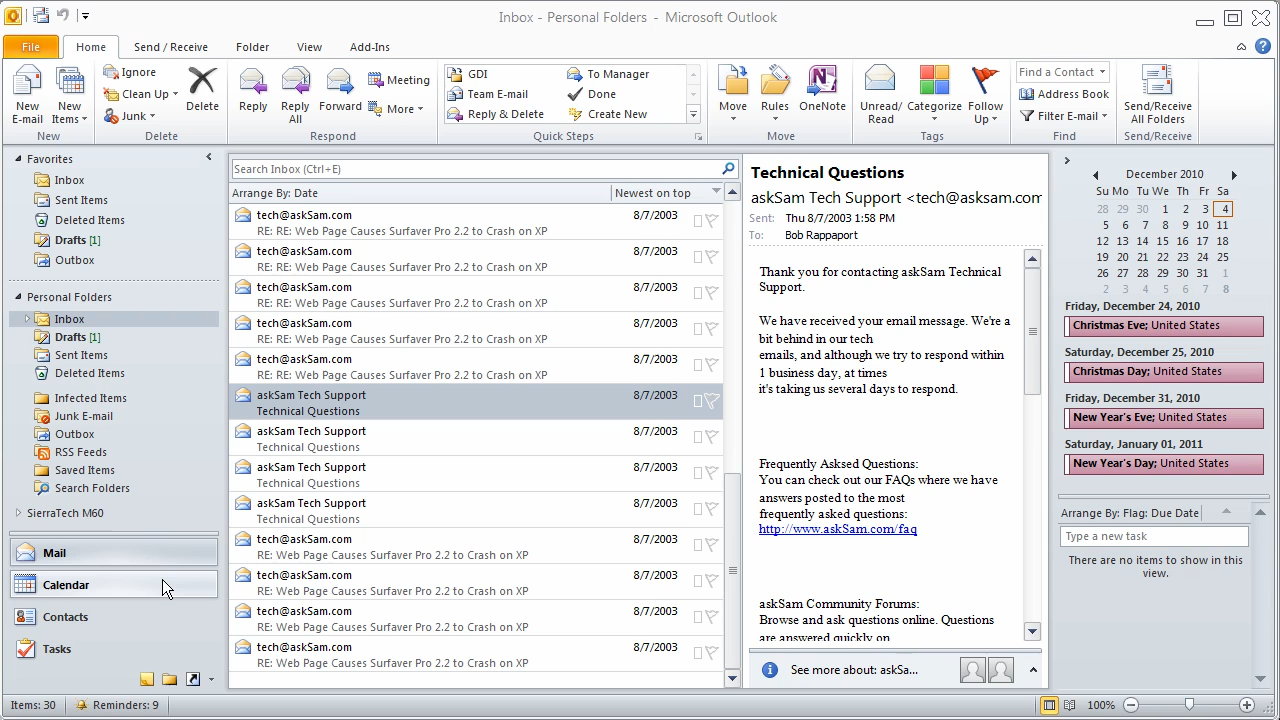 Inbox - Personal Folders - Microsoft Outlook
File Home Send / Receive Folder View Add-Ins
New E-mail
New Items
Ignore
Clean Up
Junk
Delete
Reply
Reply All
Forward
Meeting
More
GDI
Team E-mail
Reply & Delete
To Manager
Done
Create New
Move
Rules
OneNote
Unread/ Read
Categorize
Follow Up
Find a Contact
Address Book
Filter E-mail
Send/Receive All Folders
New Delete Respond Quick Steps Move Tags Find Send/Receive
Favorites
Inbox
Sent Items
Deleted Items
Drafts [1]
Outbox
Personal Folders
Inbox
Drafts [1]
Sent Items
Deleted Items
Infected Items
Junk E-mail
Outbox
RSS Feeds
Saved Items
Search Folders
SierraTech M60
Mail
Calendar
Contacts
Tasks
Search Inbox (Ctrl+E)
Arrange By: Date Newest on top
tech@askSam.com 8/7/2003
RE: RE: Web Page Causes Surfaver Pro 2.2 to Crash on XP
tech@askSam.com 8/7/2003
RE: RE: Web Page Causes Surfaver Pro 2.2 to Crash on XP
tech@askSam.com 8/7/2003
RE: RE: Web Page Causes Surfaver Pro 2.2 to Crash on XP
tech@askSam.com 8/7/2003
RE: RE: Web Page Causes Surfaver Pro 2.2 to Crash on XP
tech@askSam.com 8/7/2003
RE: RE: Web Page Causes Surfaver Pro 2.2 to Crash on XP
askSam Tech Support 8/7/2003
Technical Questions
askSam Tech Support 8/7/2003
Technical Questions
askSam Tech Support 8/7/2003
Technical Questions
askSam Tech Support 8/7/2003
Technical Questions
tech@askSam.com 8/7/2003
RE: Web Page Causes Surfaver Pro 2.2 to Crash on XP
tech@askSam.com 8/7/2003
RE: Web Page Causes Surfaver Pro 2.2 to Crash on XP
tech@askSam.com 8/7/2003
RE: Web Page Causes Surfaver Pro 2.2 to Crash on XP
tech@askSam.com 8/7/2003
RE: Web Page Causes Surfaver Pro 2.2 to Crash on XP
Technical Questions
askSam Tech Support <tech@asksam.com
Sent: Thu 8/7/2003 1:58 PM
To: Bob Rappaport
Thank you for contacting askSam Technical
Support.
We have received your email message. We're a
bit behind in our tech
emails, and although we try to respond within
1 business day, at times
it's taking us several days to respond.
Frequently Asksed Questions:
You can check out our FAQs where we have
answers posted to the most
frequently asked questions:
http://www.askSam.com/faq
askSam Community Forums:
Browse and ask questions online. Questions
are answered quickly on
See more about: askSa...
December 2010
Su Mo Tu We Th Fr Sa
28 29 30 1 2 3 4
5 6 7 8 9 10 11
12 13 14 15 16 17 18
19 20 21 22 23 24 25
26 27 28 29 30 31 1
2 3 4 5 6 7 8
Friday, December 24, 2010
Christmas Eve; United States
Saturday, December 25, 2010
Christmas Day; United States
Friday, December 31, 2010
New Year's Eve; United States
Saturday, January 01, 2011
New Year's Day; United States
Arrange By: Flag: Due Date
Type a new task
There are no items to show in this
view.
Items: 30 Reminders: 9 100%